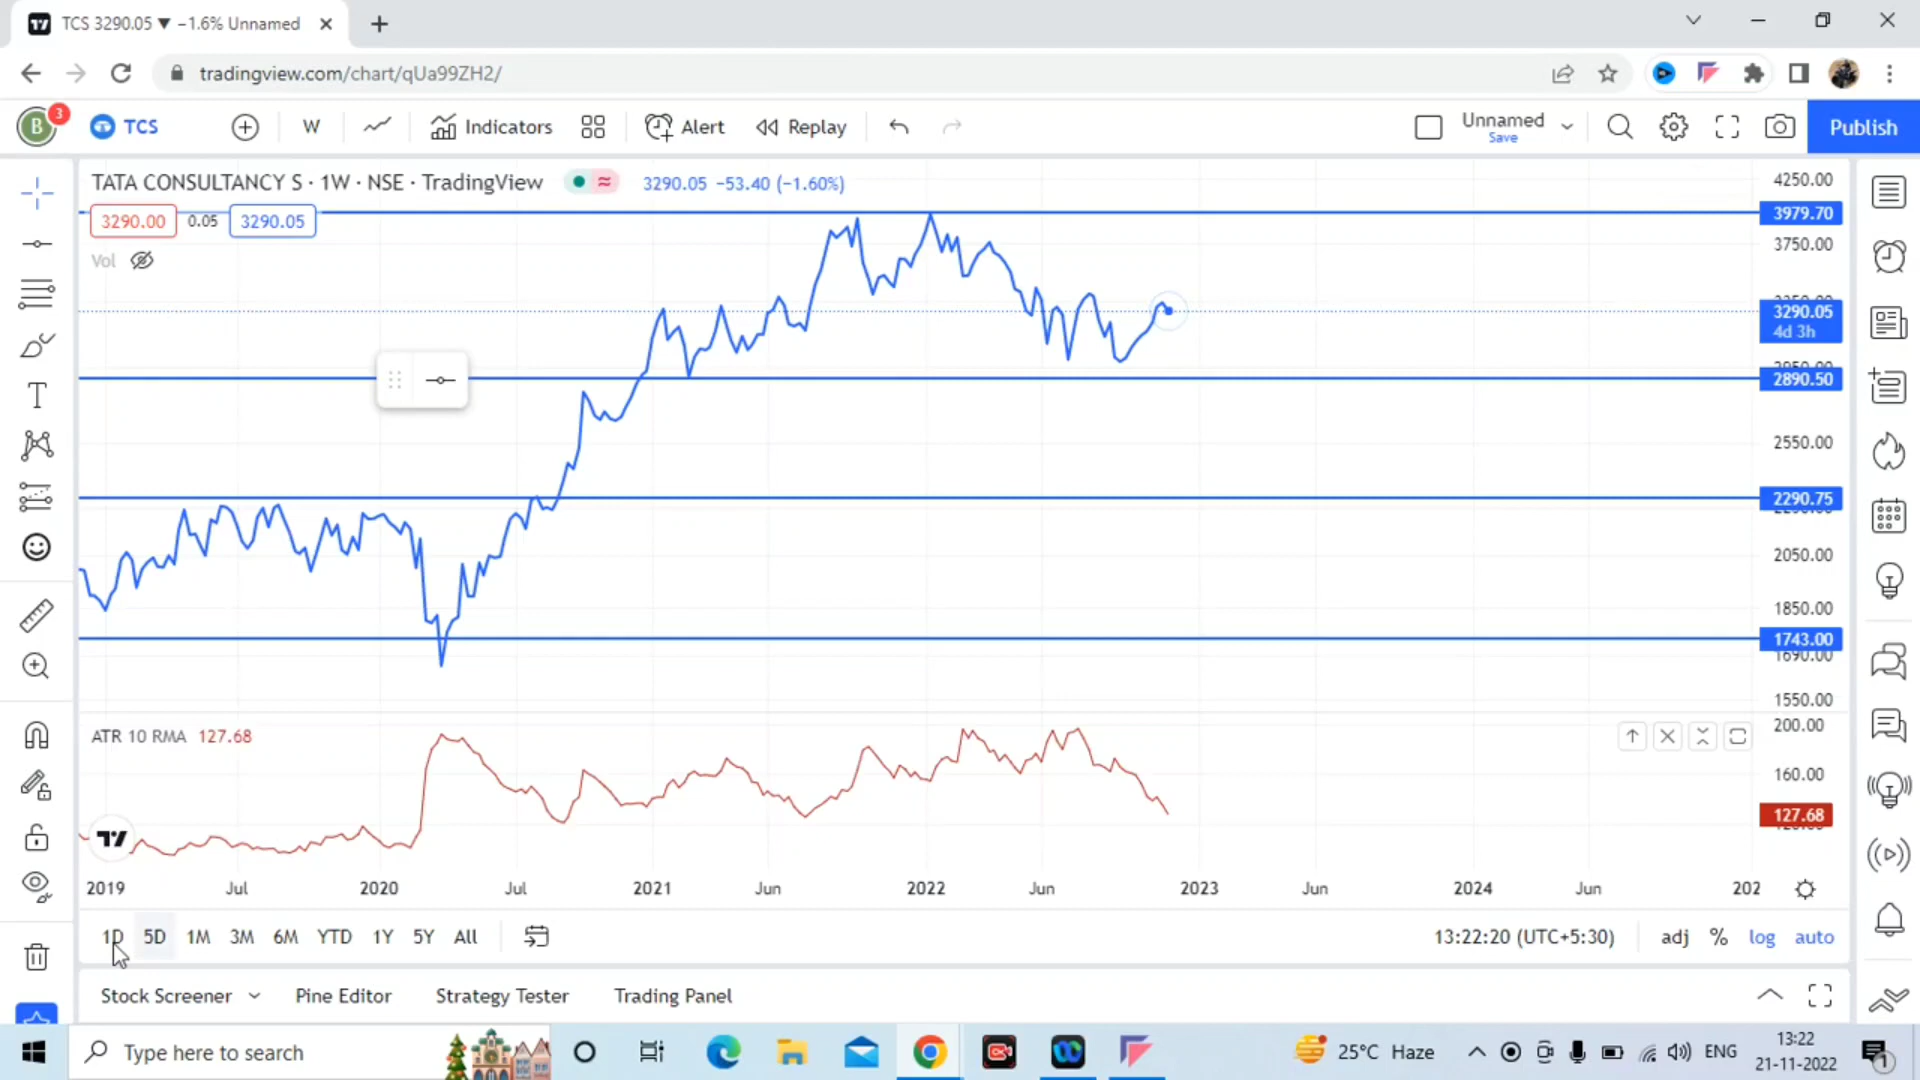 TCS 3290.05 ▼ −1.6% Unnamed
tradingview.com/chart/qUa99ZH2/
B 3 TCS W Indicators Alert Replay Unnamed Publish
Save
TATA CONSULTANCY S · 1W · NSE · TradingView 3290.05 −53.40 (−1.60%)
3290.00 0.05 3290.05
Vol
4250.00
3979.70
3750.00
3290.05
4d 3h
2890.50
2550.00
2290.75
2050.00
1850.00
1743.00
1690.00
1550.00
ATR 10 RMA 127.68
200.00
160.00
127.68
2019 Jul 2020 Jul 2021 Jun 2022 Jun 2023 Jun 2024 Jun 202
1D 5D 1M 3M 6M YTD 1Y 5Y All 13:22:20 (UTC+5:30) adj % log auto
Stock Screener Pine Editor Strategy Tester Trading Panel
Type here to search 25°C Haze ENG 13:22
21-11-2022 1